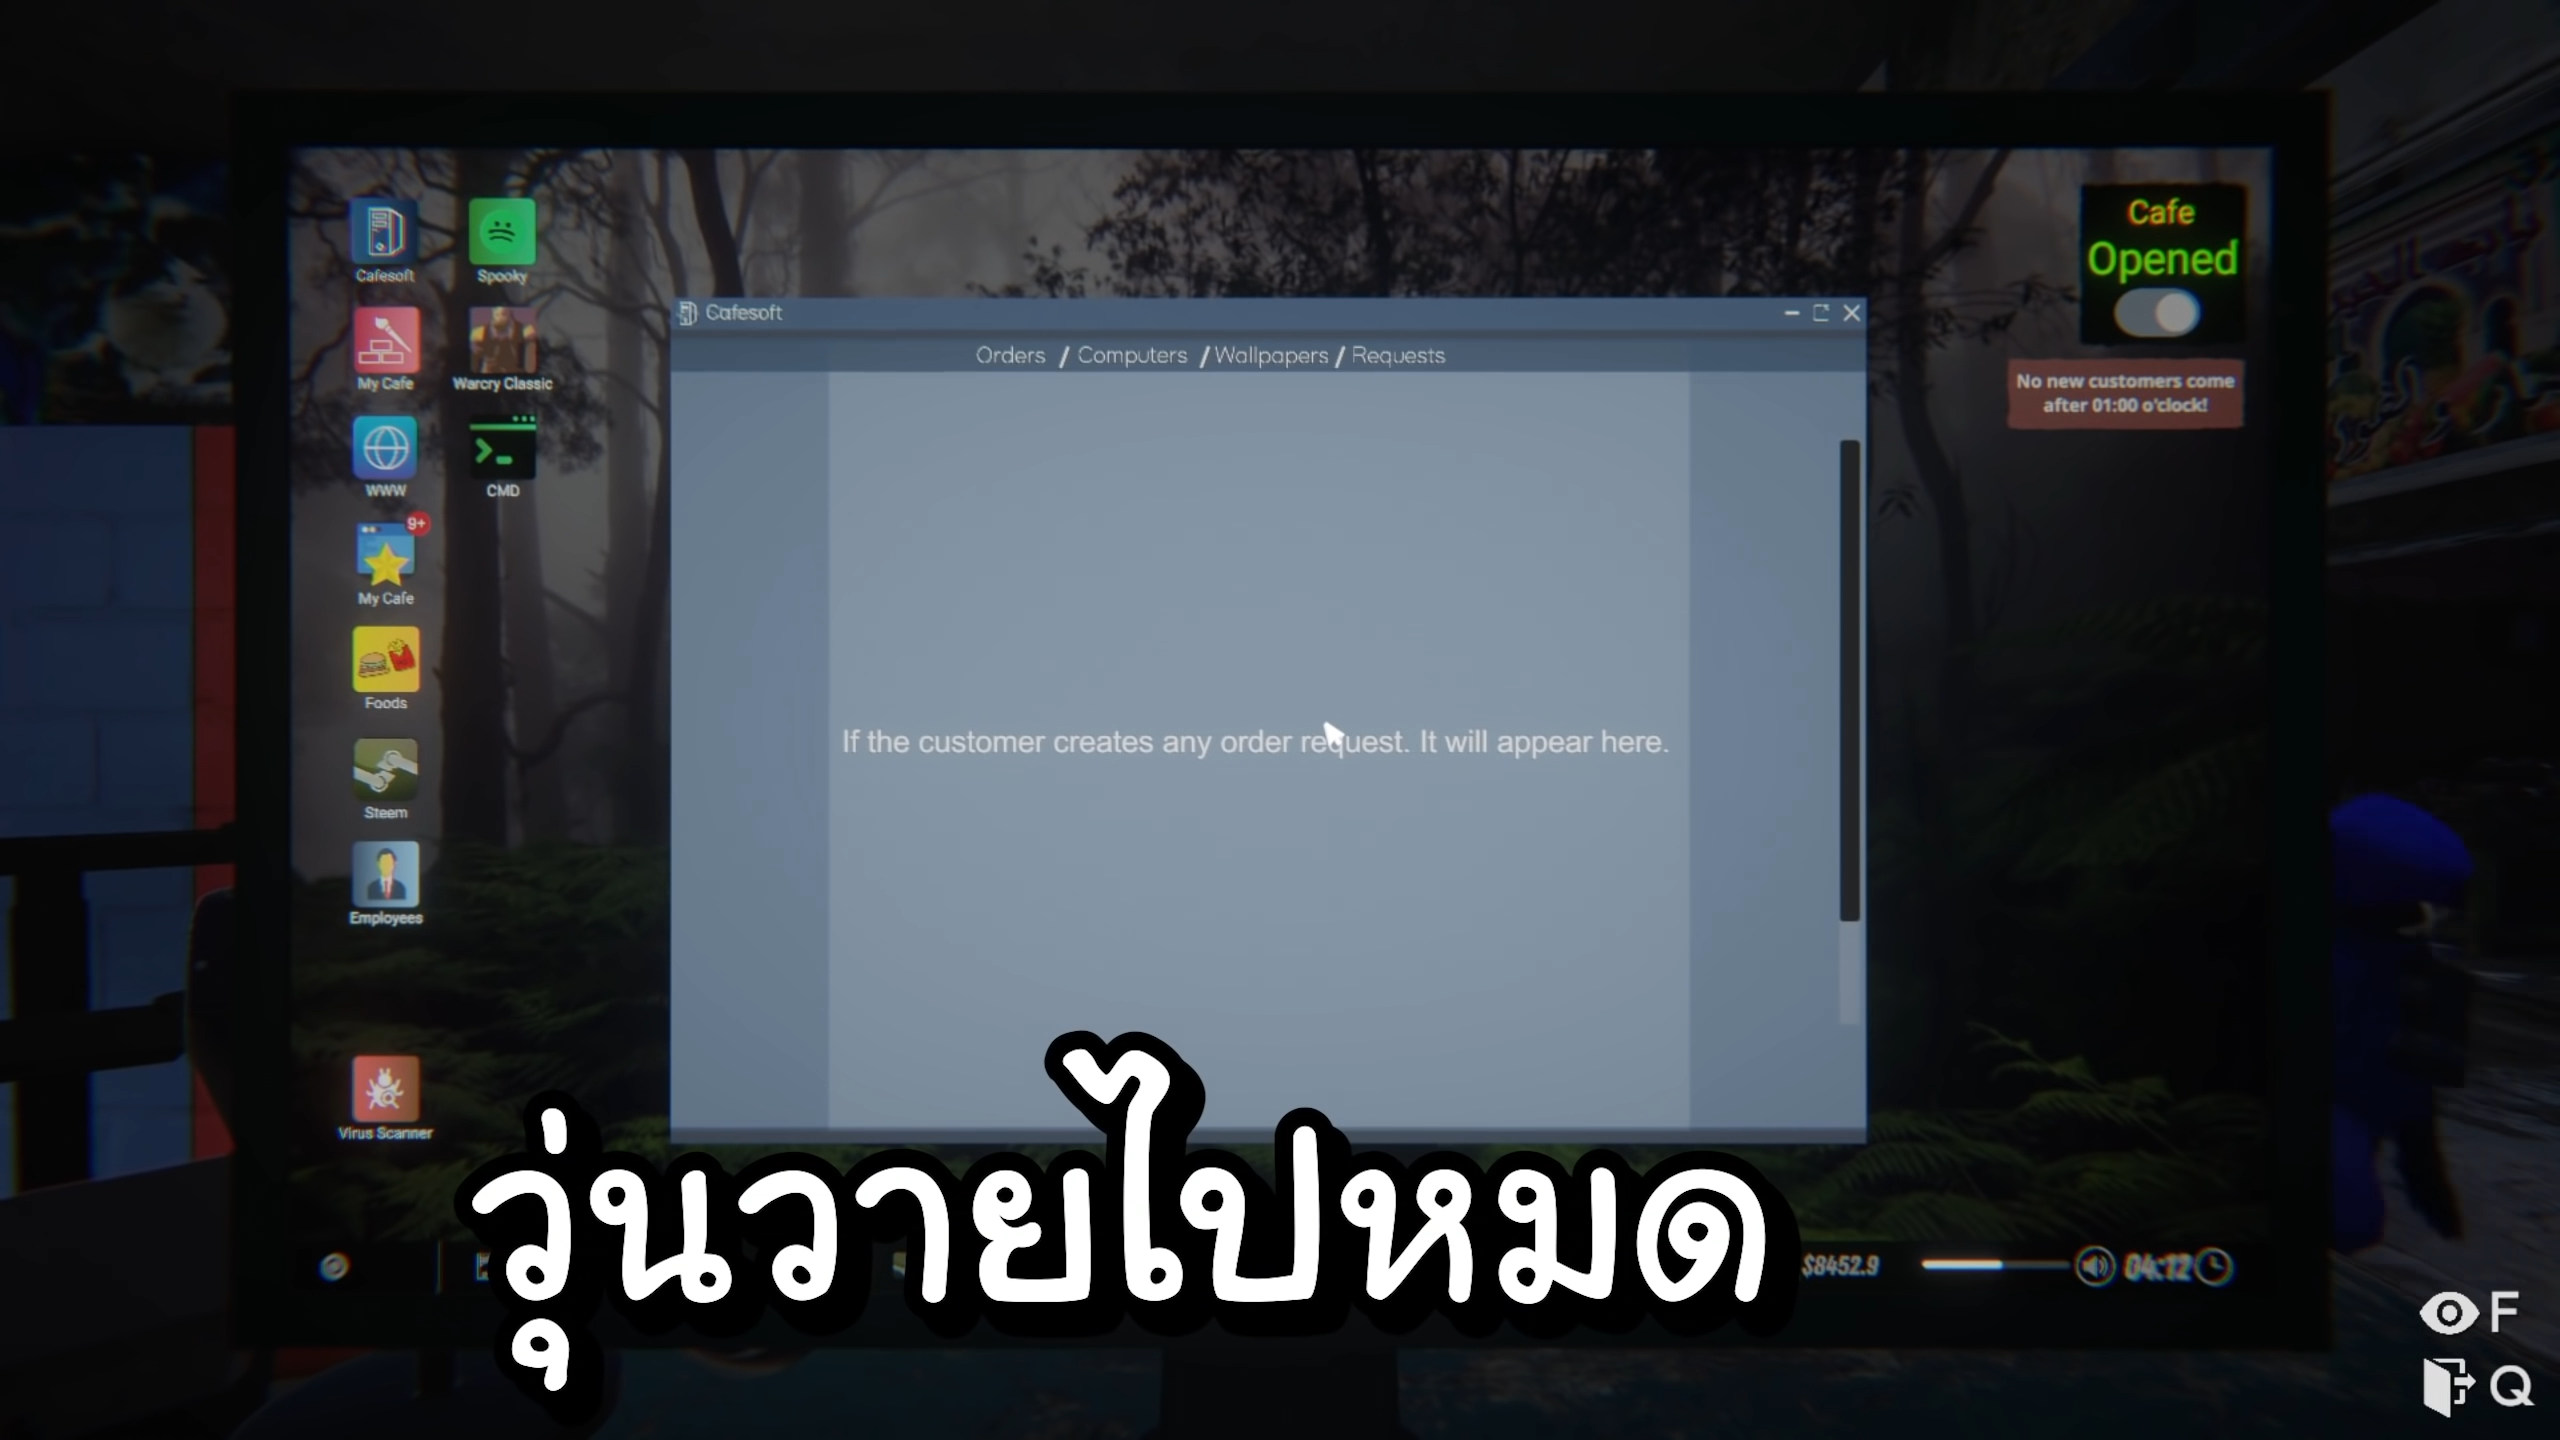 Cafesoft
Spooky
My Cafe
Warcry Classic
WWW
CMD
9+
My Cafe
Foods
Steem
Employees
Virus Scanner
Cafesoft
Orders / Computers / Wallpapers / Requests
If the customer creates any order request. It will appear here.
Cafe
Opened
No new customers come
after 01:00 o'clock!
วุ่นวายไปหมด
$8452.9
04:12
F
Q